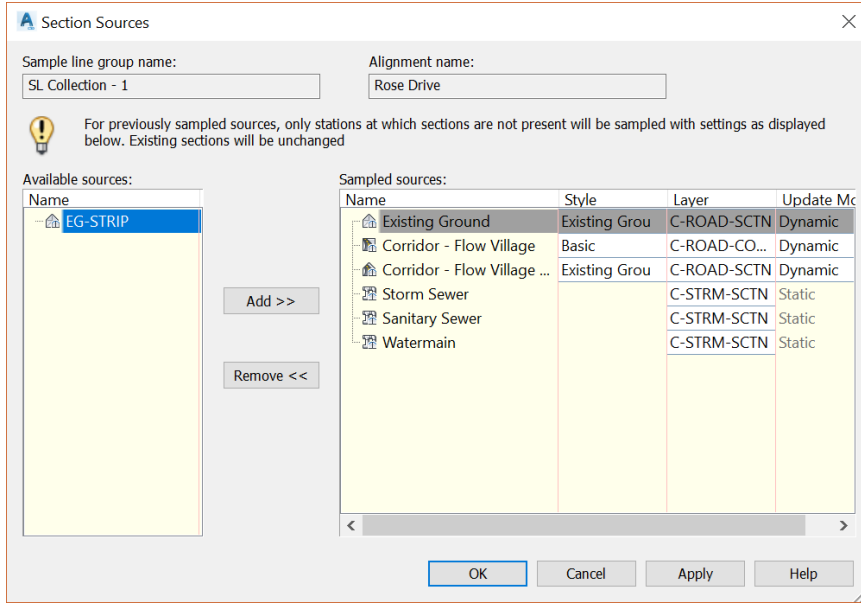 Section Sources
Sample line group name:
Alignment name:
SL Collection - 1
Rose Drive
For previously sampled sources, only stations at which sections are not present will be sampled with settings as displayed
below. Existing sections will be unchanged
Available sources:
Name
EG-STRIP
Add >>
Remove <<
Sampled sources:
Name Style Layer Update Mo
Existing Ground Existing Grou C-ROAD-SCTN Dynamic
Corridor - Flow Village Basic C-ROAD-CO... Dynamic
Corridor - Flow Village ... Existing Grou C-ROAD-SCTN Dynamic
Storm Sewer C-STRM-SCTN Static
Sanitary Sewer C-STRM-SCTN Static
Watermain C-STRM-SCTN Static
OK Cancel Apply Help